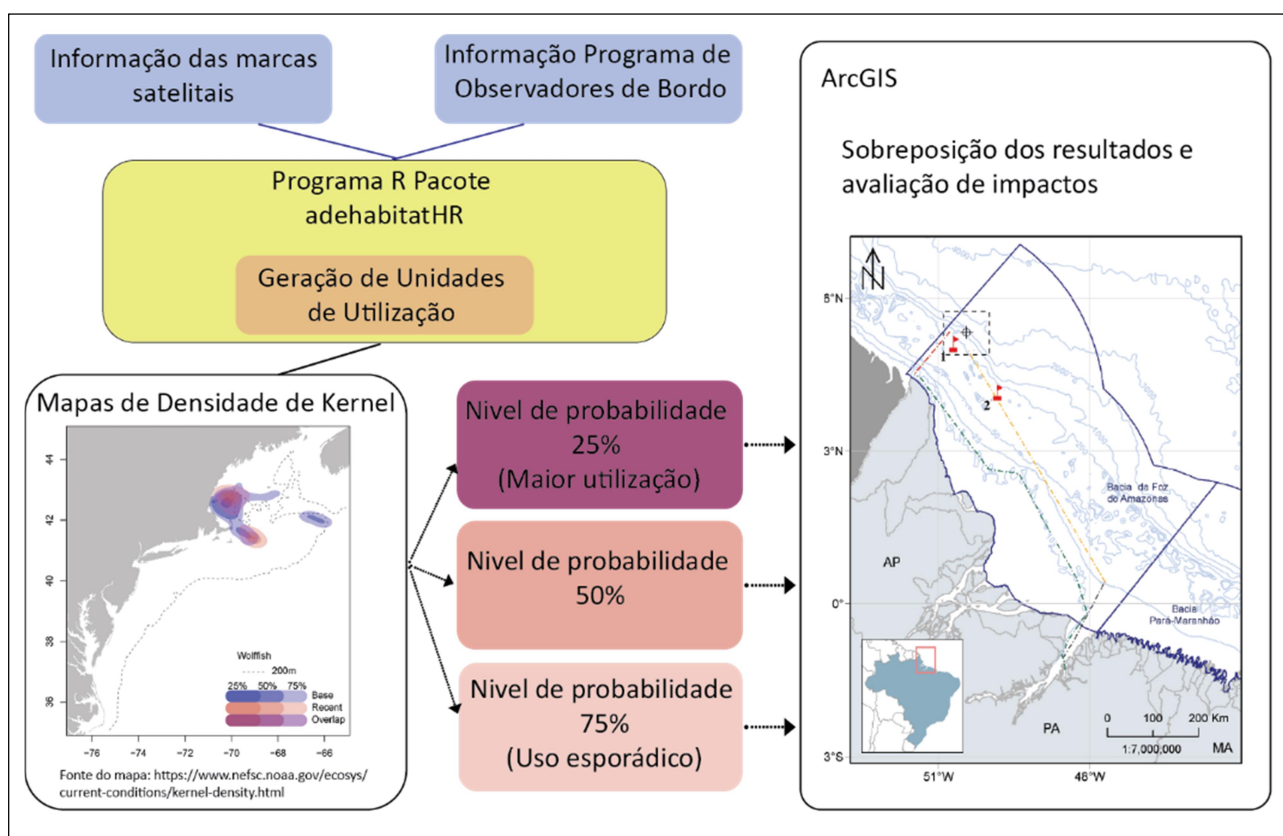 Informação das marcas
satelitais
Informação Programa de
Observadores de Bordo
Programa R Pacote
adehabitatHR
Geração de Unidades
de Utilização
Mapas de Densidade de Kernel
44
42
40
38
36
Wolffish
200m
25% 50% 75%
Base
Recent
Overlap
−76 −74 −72 −70 −68 −66
Fonte do mapa: https://www.nefsc.noaa.gov/ecosys/
current-conditions/kernel-density.html
Nivel de probabilidade
25%
(Maior utilização)
Nivel de probabilidade
50%
Nivel de probabilidade
75%
(Uso esporádico)
ArcGIS
Sobreposição dos resultados e
avaliação de impactos
N
1
2
3°N
0°
3°S
Bacia da Foz
do Amazonas
AP
Bacia
Pará-Maranhão
PA
MA
0 100 200 Km
1:7,000,000
51°W 48°W